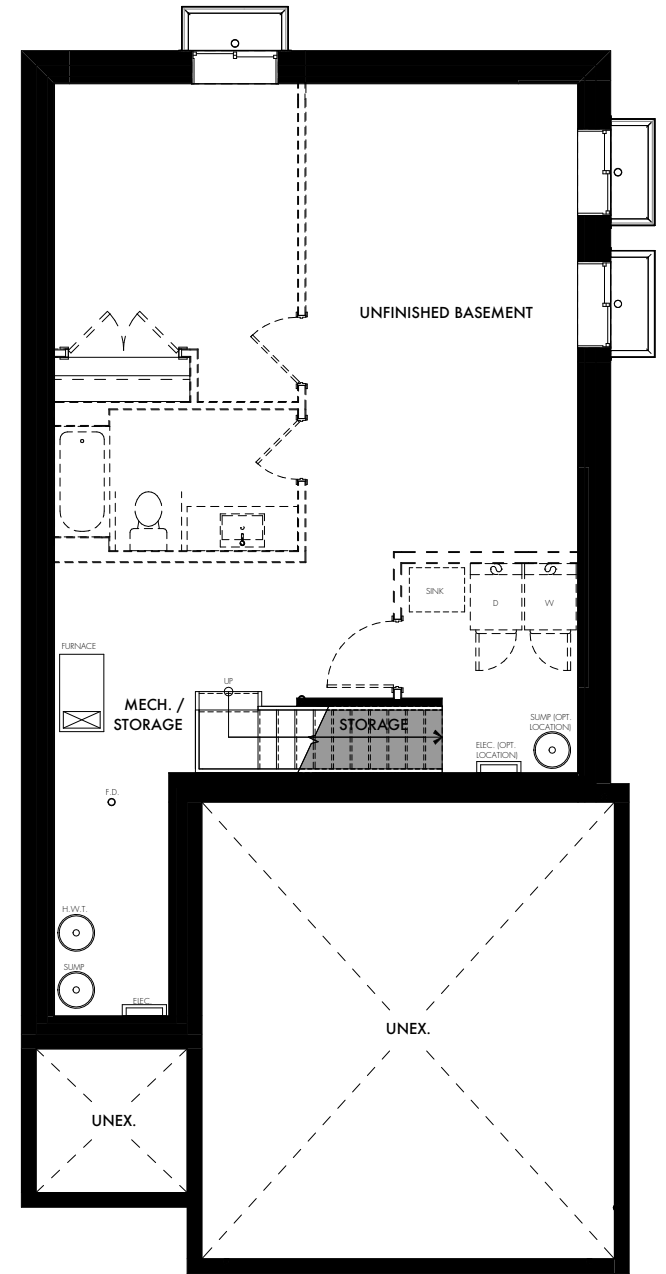 UNFINISHED BASEMENT
SINK
D
W
FURNACE
UP
MECH. /
STORAGE
STORAGE
SUMP (OPT.
LOCATION)
ELEC. (OPT.
LOCATION)
F.D.
H.W.T.
SUMP
ELEC.
UNEX.
UNEX.